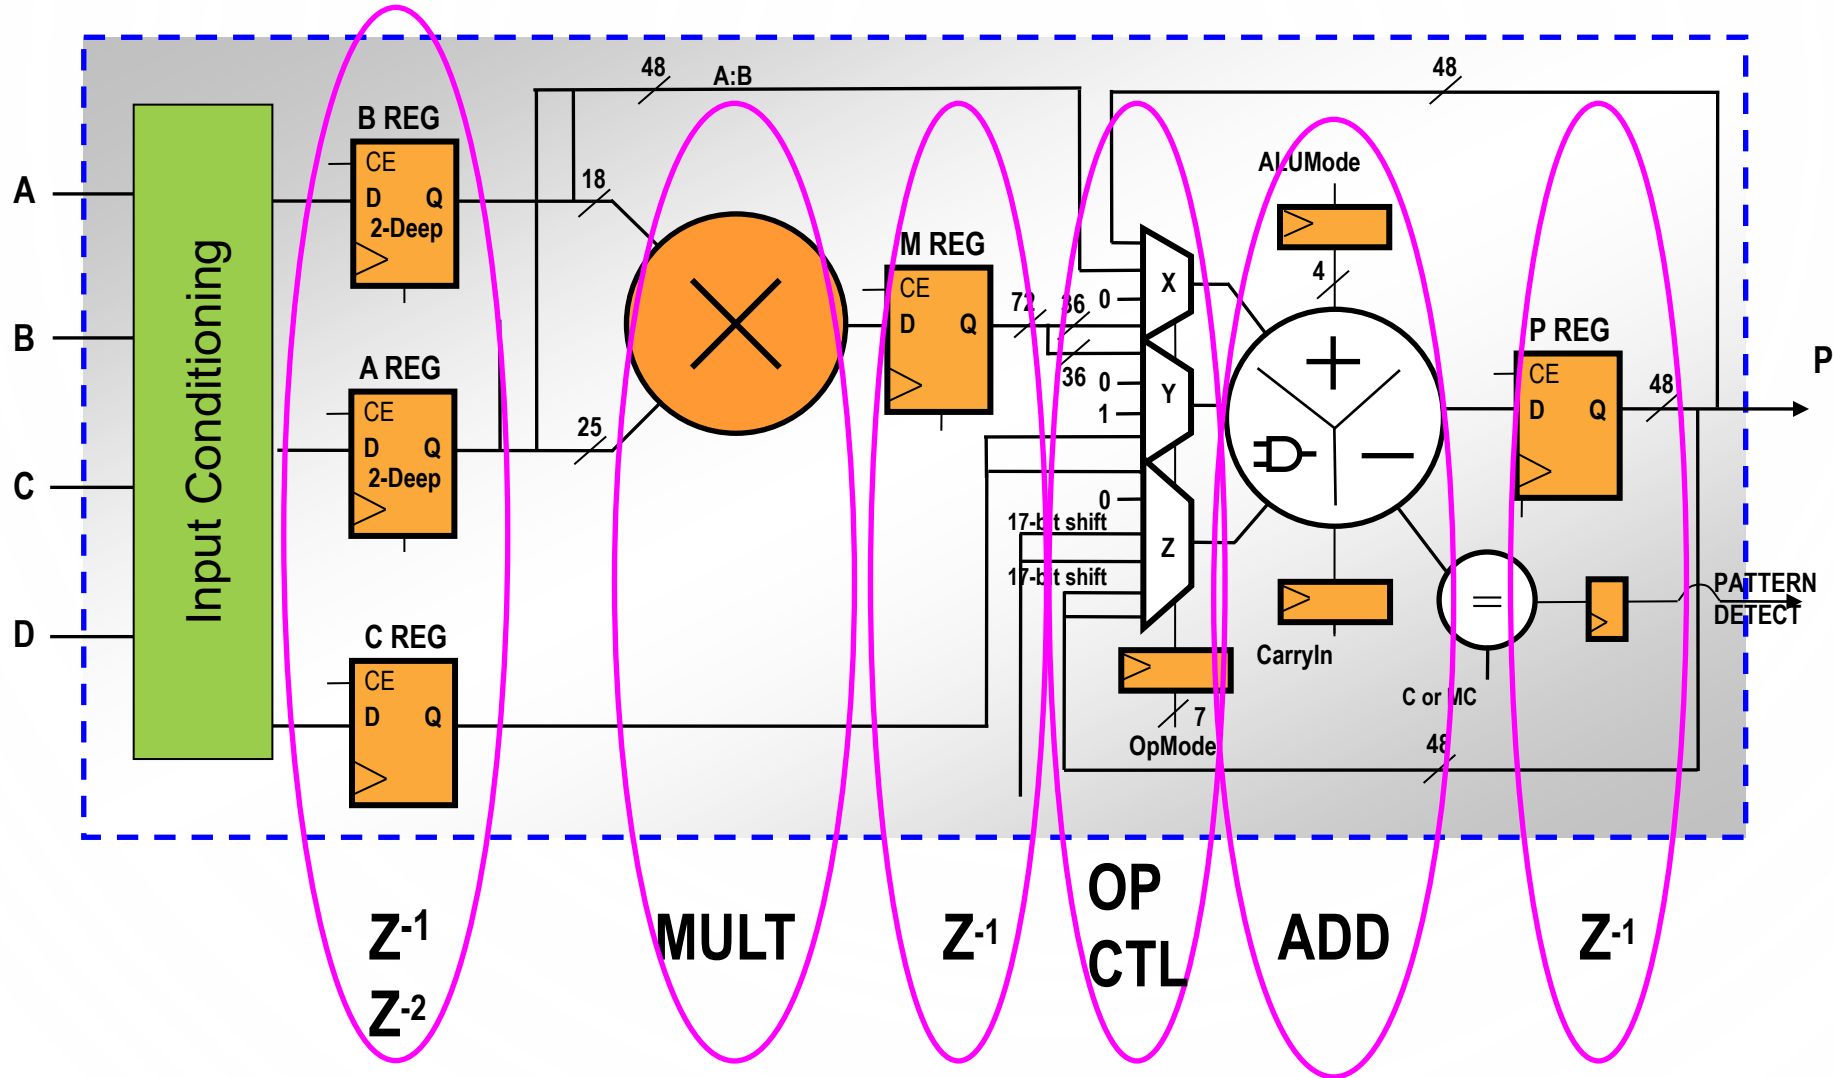 48
A:B
48
B REG
CE
D Q
2-Deep
18
A
Input Conditioning
ALUMode
4
M REG
CE
D Q
72
36
36
0
X
0
1
Y
0
17-bit shift
17-bit shift
Z
B
A REG
CE
D Q
2-Deep
25
P REG
CE
D Q
48
P
C
=
PATTERN
DETECT
D
C REG
CE
D Q
CarryIn
C or MC
7
OpMode
48
Z-1
Z-2
MULT
Z-1
OP
CTL
ADD
Z-1